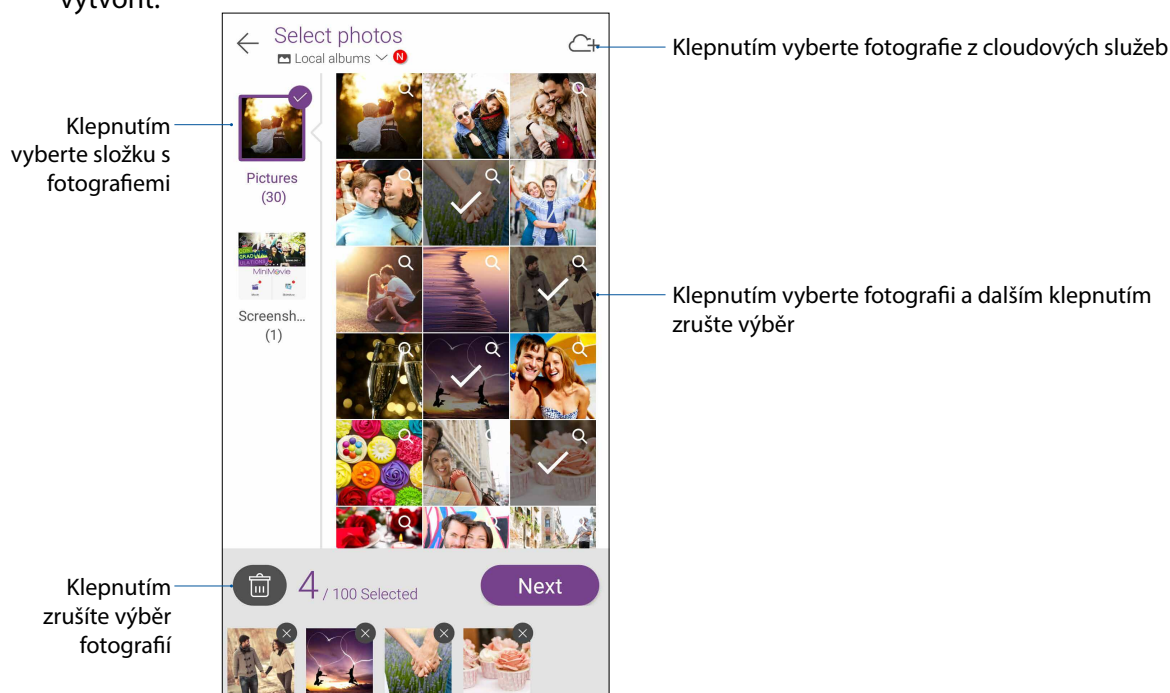 vytvořit.
Select photos
Local albums
N
Klepnutím vyberte fotografie z cloudových služeb
Klepnutím
vyberte složku s
fotografiemi
Pictures
(30)
MiniMovie
Screensh...
(1)
Klepnutím vyberte fotografii a dalším klepnutím
zrušte výběr
Klepnutím
zrušíte výběr
fotografií
4 / 100 Selected
Next